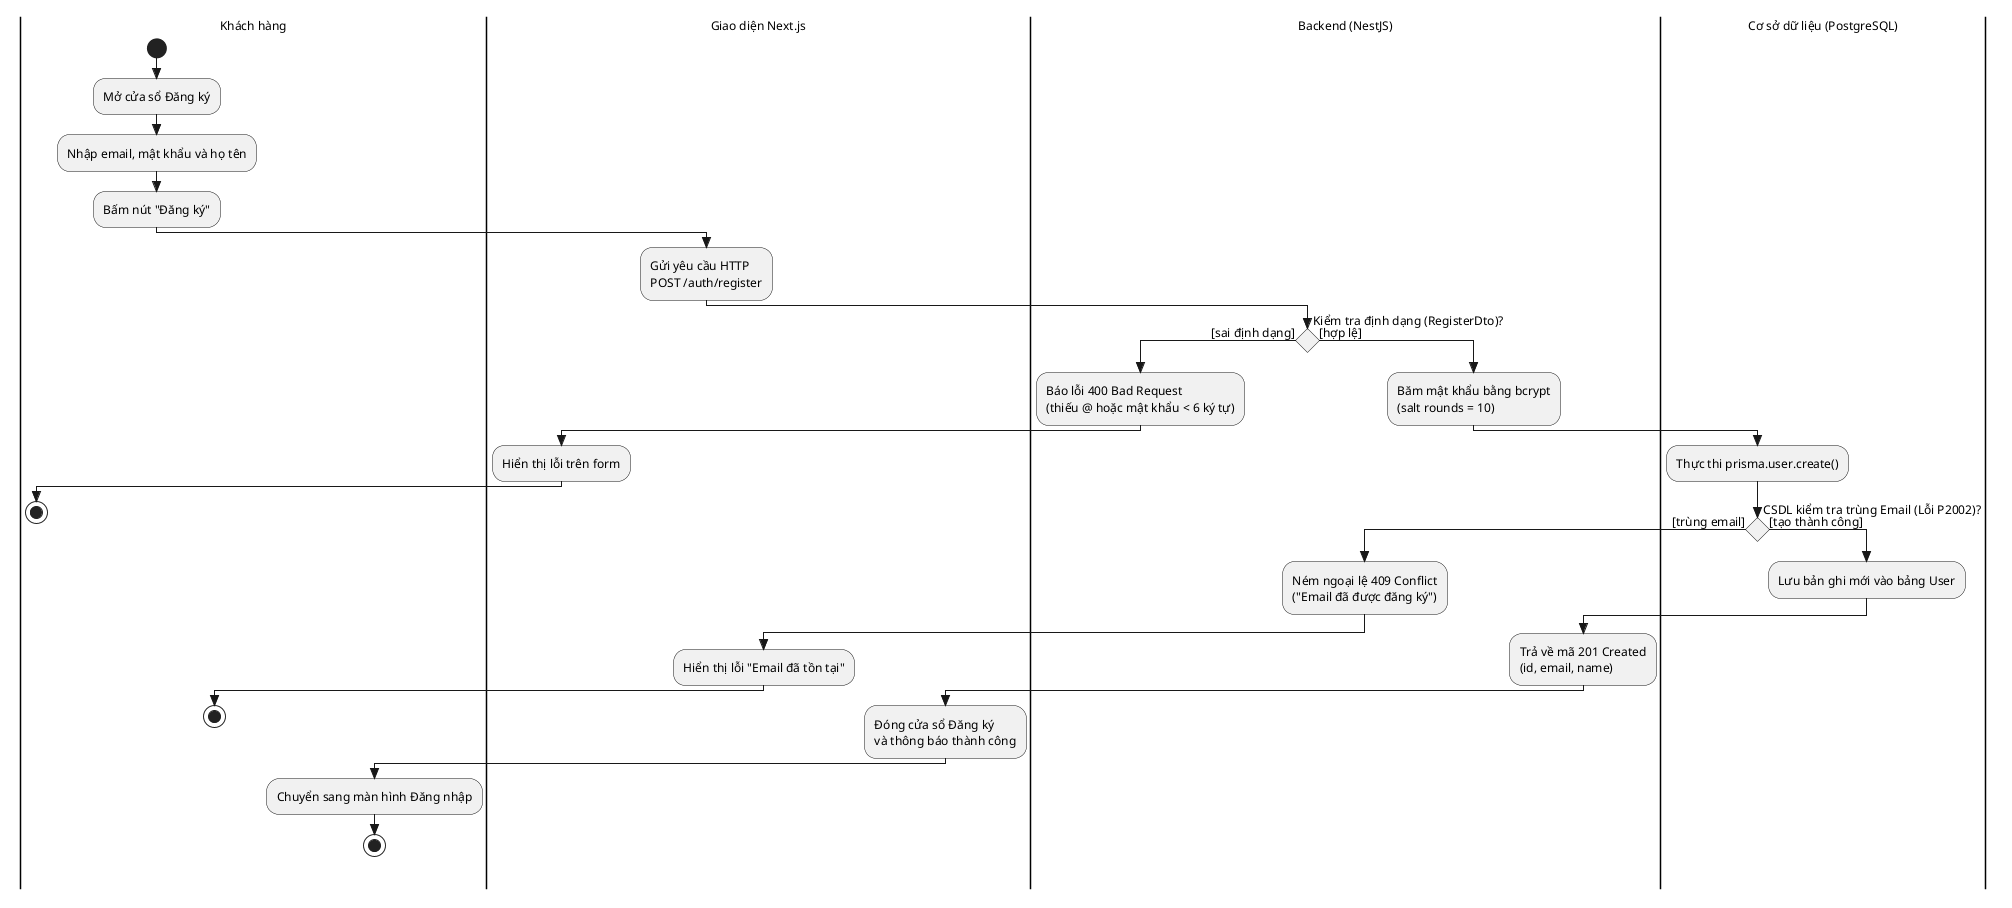 Khách hàng
Giao diện Next.js
Backend (NestJS)
Cơ sở dữ liệu (PostgreSQL)
Mở cửa sổ Đăng ký
Nhập email, mật khẩu và họ tên
Bấm nút "Đăng ký"
Gửi yêu cầu HTTP
POST /auth/register
Kiểm tra định dạng (RegisterDto)?
[sai định dạng]
[hợp lệ]
Báo lỗi 400 Bad Request
(thiếu @ hoặc mật khẩu < 6 ký tự)
Băm mật khẩu bằng bcrypt
(salt rounds = 10)
Hiển thị lỗi trên form
Thực thi prisma.user.create()
CSDL kiểm tra trùng Email (Lỗi P2002)?
[trùng email]
[tạo thành công]
Ném ngoại lệ 409 Conflict
("Email đã được đăng ký")
Lưu bản ghi mới vào bảng User
Hiển thị lỗi "Email đã tồn tại"
Trả về mã 201 Created
(id, email, name)
Đóng cửa sổ Đăng ký
và thông báo thành công
Chuyển sang màn hình Đăng nhập